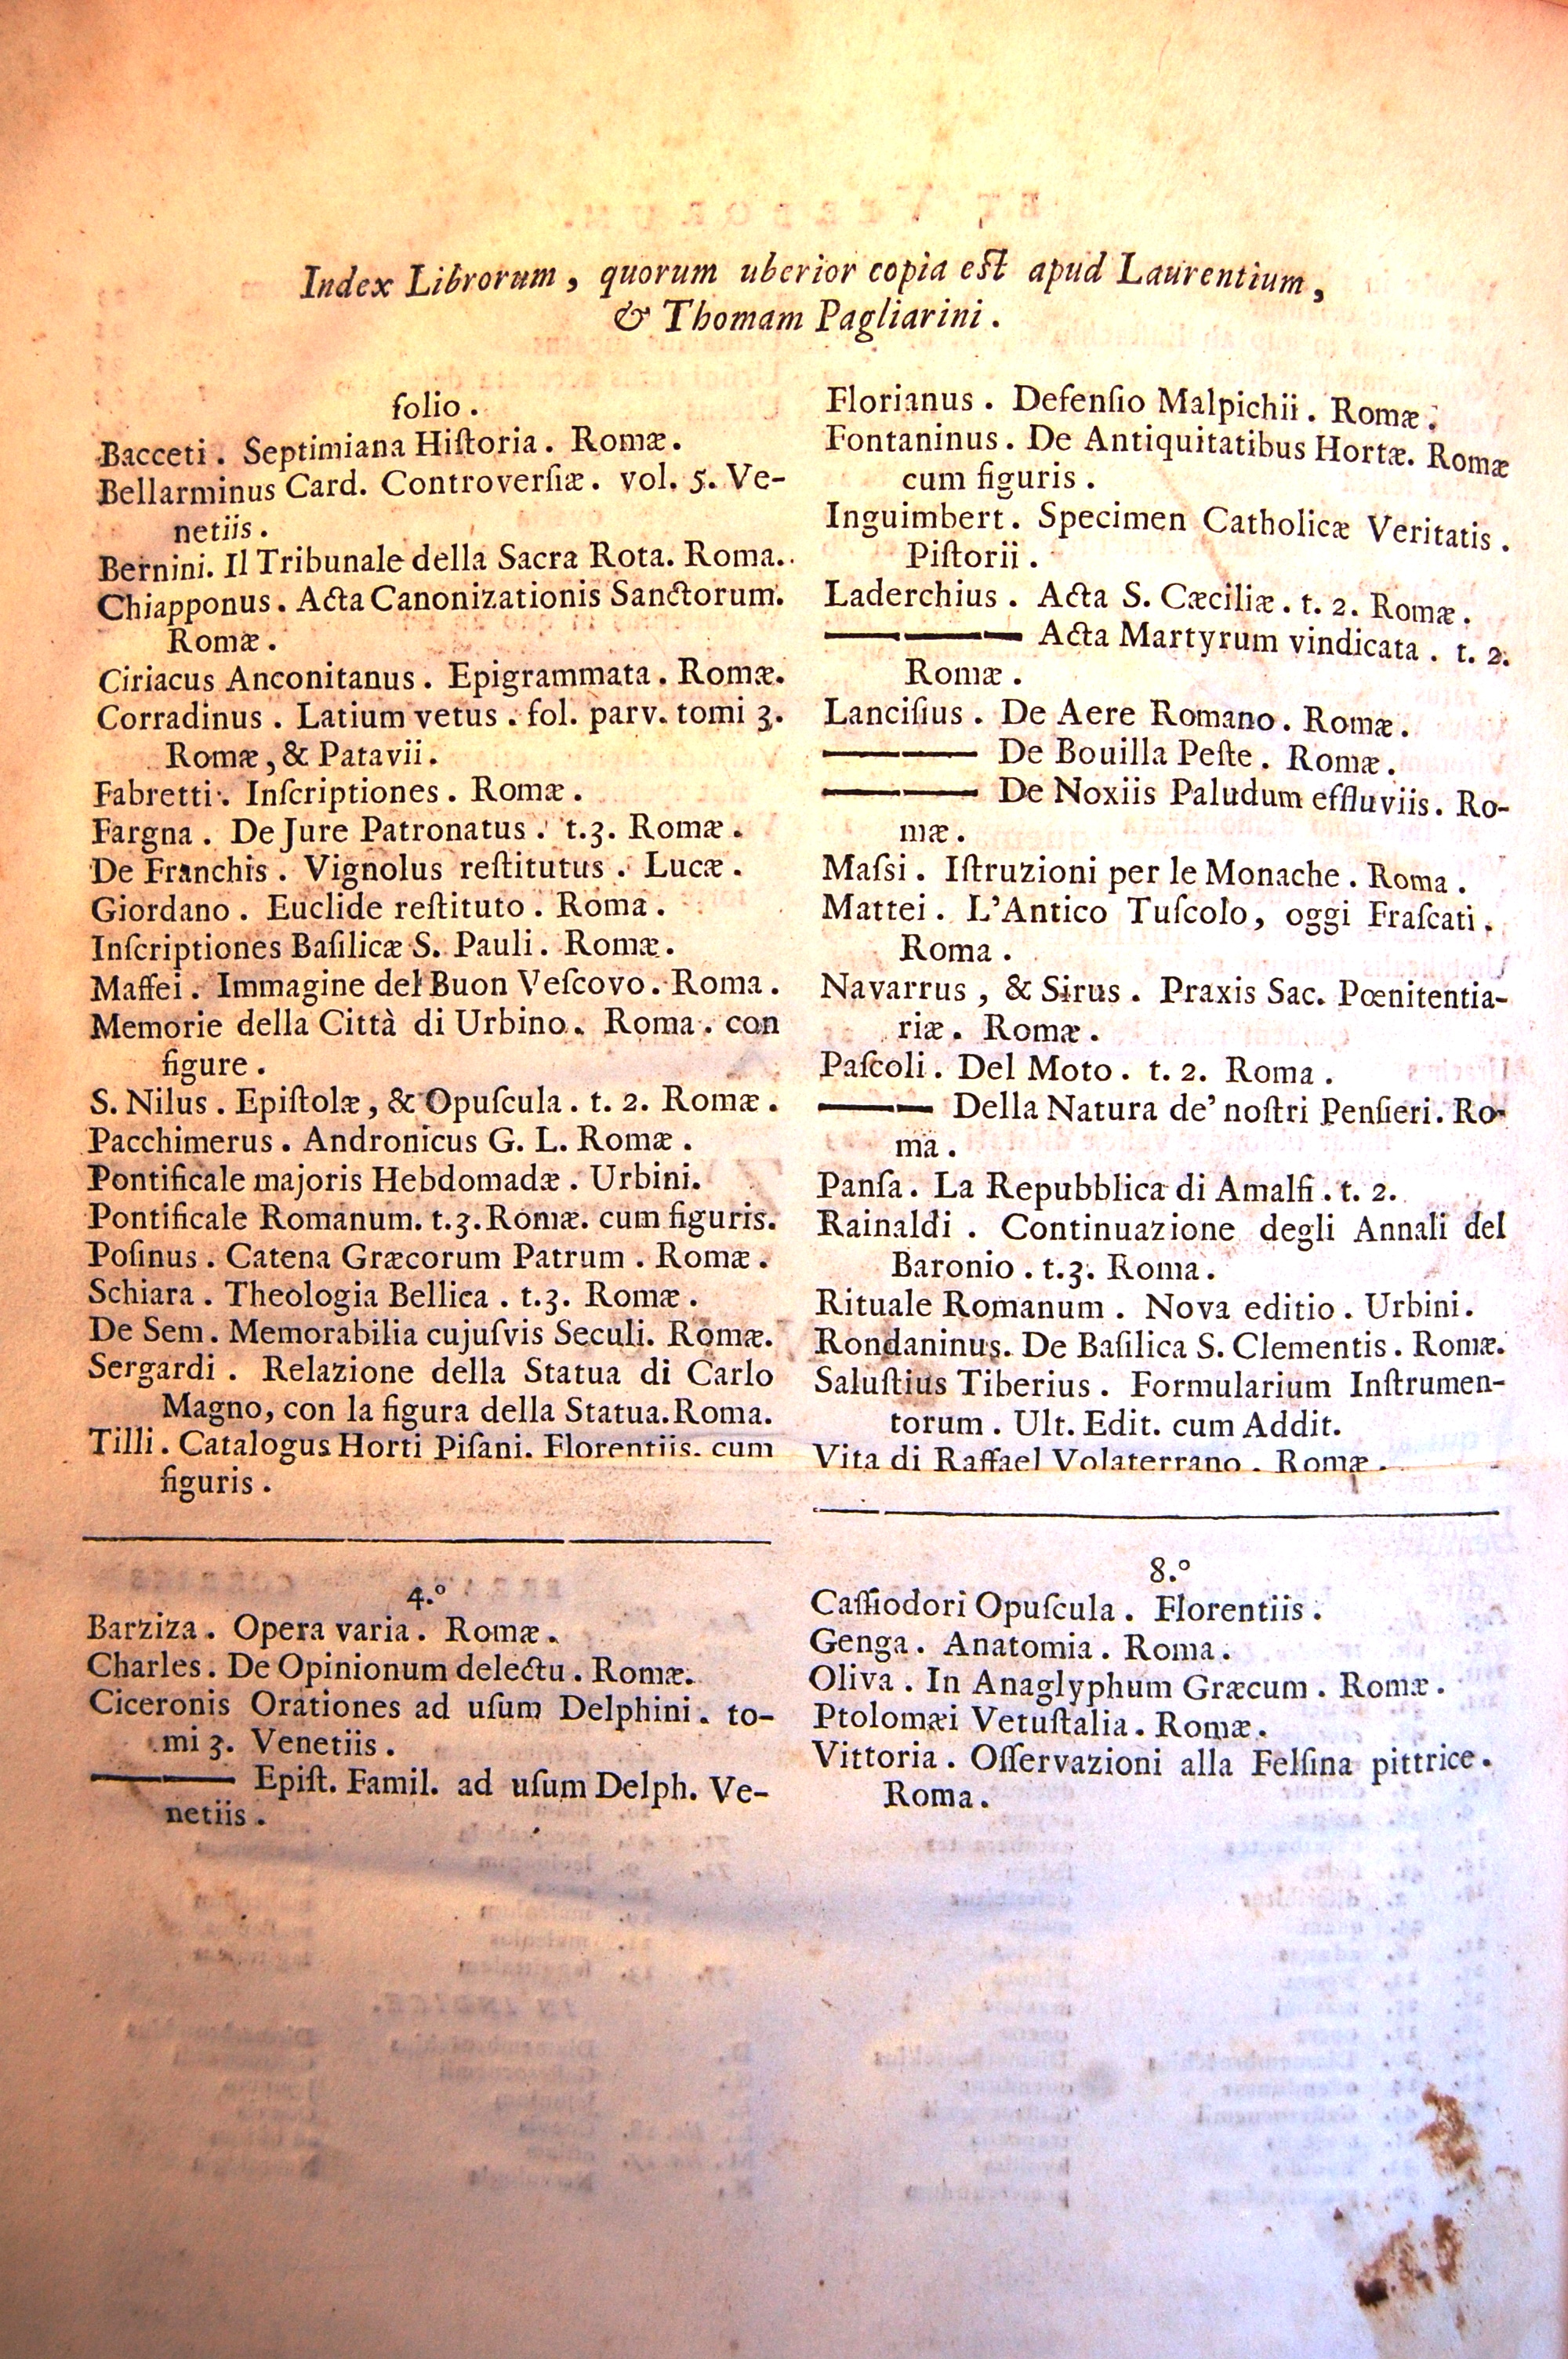 Index Librorum, quorum uberior copia est apud Laurentium,
& Thomam Pagliarini.
folio.
Bacceti. Septimiana Hiſtoria. Romæ.
Bellarminus Card. Controverſiæ. vol. 5. Ve-
netiis.
Bernini. Il Tribunale della Sacra Rota. Roma.
Chiapponus. Acta Canonizationis Sanctorum.
Romæ.
Ciriacus Anconitanus. Epigrammata. Romæ.
Corradinus. Latium vetus. fol. parv. tomi 3.
Romæ, & Patavii.
Fabretti. Inſcriptiones. Romæ.
Fargna. De Jure Patronatus. t.3. Romæ.
De Franchis. Vignolus reſtitutus. Lucæ.
Giordano. Euclide reſtituto. Roma.
Inſcriptiones Baſilicæ S. Pauli. Romæ.
Maffei. Immagine del Buon Veſcovo. Roma.
Memorie della Città di Urbino. Roma. con
figure.
S. Nilus. Epiſtolæ, & Opuſcula. t. 2. Romæ.
Pacchimerus. Andronicus G. L. Romæ.
Pontificale majoris Hebdomadæ. Urbini.
Pontificale Romanum. t.3. Romæ. cum figuris.
Poſinus. Catena Græcorum Patrum. Romæ.
Schiara. Theologia Bellica. t.3. Romæ.
De Sem. Memorabilia cujuſvis Seculi. Romæ.
Sergardi. Relazione della Statua di Carlo
Magno, con la figura della Statua. Roma.
Tilli. Catalogus Horti Piſani. Florentiis. cum
figuris.
4.º
Barziza. Opera varia. Romæ.
Charles. De Opinionum delectu. Romæ.
Ciceronis Orationes ad uſum Delphini. to-
mi 3. Venetiis.
——— Epiſt. Famil. ad uſum Delph. Ve-
netiis.
Florianus. Defenſio Malpichii. Romæ.
Fontaninus. De Antiquitatibus Hortæ. Romæ
cum figuris.
Inguimbert. Specimen Catholicæ Veritatis.
Piſtorii.
Laderchius. Acta S. Cæciliæ. t. 2. Romæ.
——— Acta Martyrum vindicata. t. 2.
Romæ.
Lanciſius. De Aere Romano. Romæ.
——— De Bouilla Peſte. Romæ.
——— De Noxiis Paludum effluviis. Ro-
mæ.
Maſsi. Iſtruzioni per le Monache. Roma.
Mattei. L'Antico Tuſcolo, oggi Fraſcati.
Roma.
Navarrus, & Sirus. Praxis Sac. Pœnitentia-
riæ. Romæ.
Paſcoli. Del Moto. t. 2. Roma.
——— Della Natura de' noſtri Penſieri. Ro-
ma.
Panſa. La Repubblica di Amalfi. t. 2.
Rainaldi. Continuazione degli Annali del
Baronio. t.3. Roma.
Rituale Romanum. Nova editio. Urbini.
Rondaninus. De Baſilica S. Clementis. Romæ.
Saluſtius Tiberius. Formularium Inſtrumen-
torum. Ult. Edit. cum Addit.
Vita di Raffael Volaterrano. Romæ.
8.º
Caſſiodori Opuſcula. Florentiis.
Genga. Anatomia. Roma.
Oliva. In Anaglyphum Græcum. Romæ.
Ptolomæi Vetuſtalia. Romæ.
Vittoria. Oſſervazioni alla Felſina pittrice.
Roma.